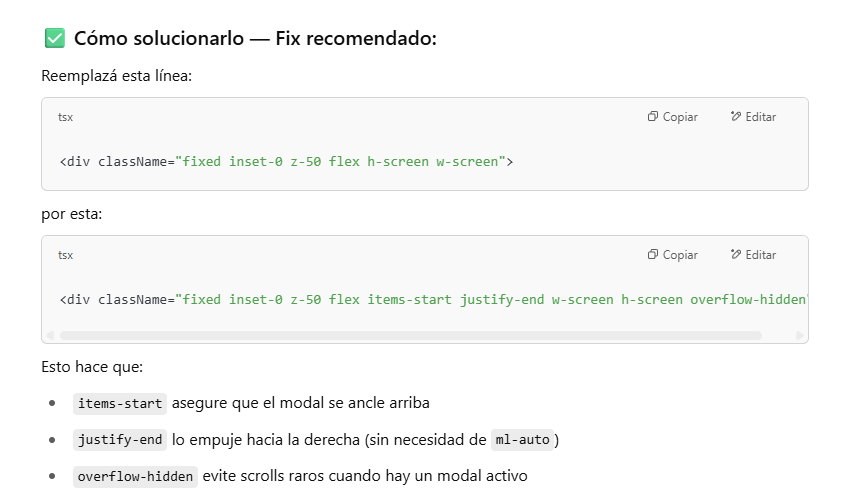 ✅ Cómo solucionarlo — Fix recomendado:
Reemplazá esta línea:
tsx Copiar Editar
<div className="fixed inset-0 z-50 flex h-screen w-screen">
por esta:
tsx Copiar Editar
<div className="fixed inset-0 z-50 flex items-start justify-end w-screen h-screen overflow-hidden"
Esto hace que:
• items-start asegure que el modal se ancle arriba
• justify-end lo empuje hacia la derecha (sin necesidad de ml-auto)
• overflow-hidden evite scrolls raros cuando hay un modal activo